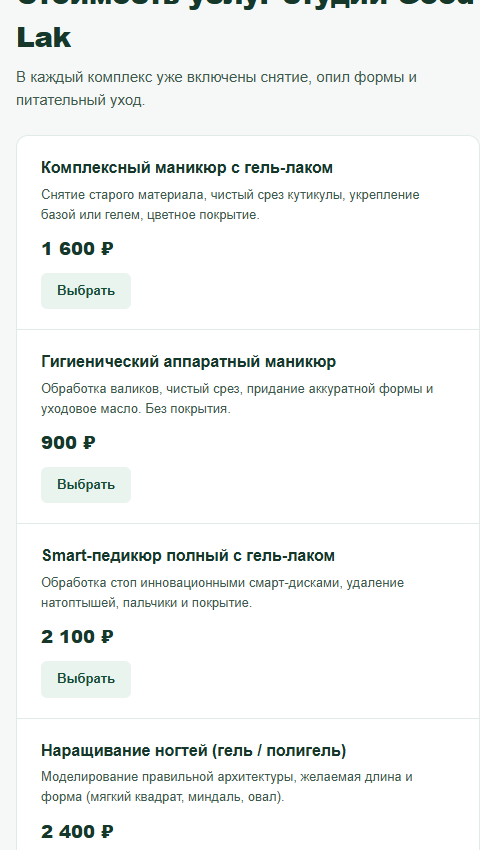 Стоимость услуг студии Good
Lak
В каждый комплекс уже включены снятие, опил формы и
питательный уход.
Комплексный маникюр с гель-лаком
Снятие старого материала, чистый срез кутикулы, укрепление
базой или гелем, цветное покрытие.
1 600 ₽
Выбрать
Гигиенический аппаратный маникюр
Обработка валиков, чистый срез, придание аккуратной формы и
уходовое масло. Без покрытия.
900 ₽
Выбрать
Smart-педикюр полный с гель-лаком
Обработка стоп инновационными смарт-дисками, удаление
натоптышей, пальчики и покрытие.
2 100 ₽
Выбрать
Наращивание ногтей (гель / полигель)
Моделирование правильной архитектуры, желаемая длина и
форма (мягкий квадрат, миндаль, овал).
2 400 ₽